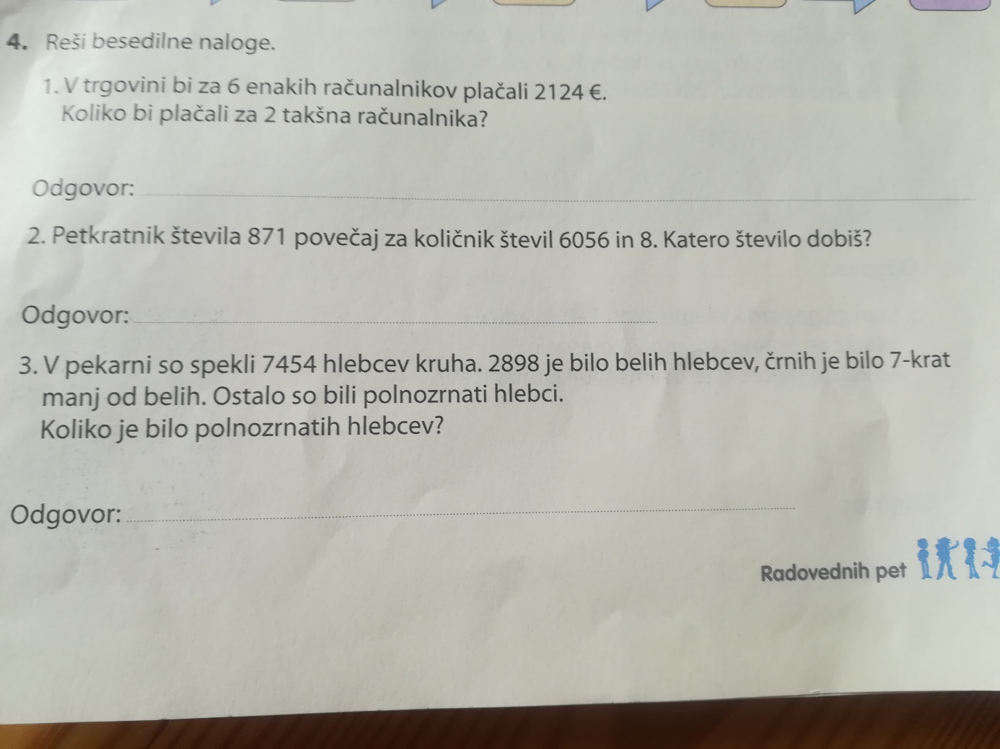 4. Reši besedilne naloge.
1. V trgovini bi za 6 enakih računalnikov plačali 2124 €.
Koliko bi plačali za 2 takšna računalnika?
Odgovor:
2. Petkratnik števila 871 povečaj za količnik števil 6056 in 8. Katero število dobiš?
Odgovor:
3. V pekarni so spekli 7454 hlebcev kruha. 2898 je bilo belih hlebcev, črnih je bilo 7-krat
manj od belih. Ostalo so bili polnozrnati hlebci.
Koliko je bilo polnozrnatih hlebcev?
Odgovor:
Radovednih pet